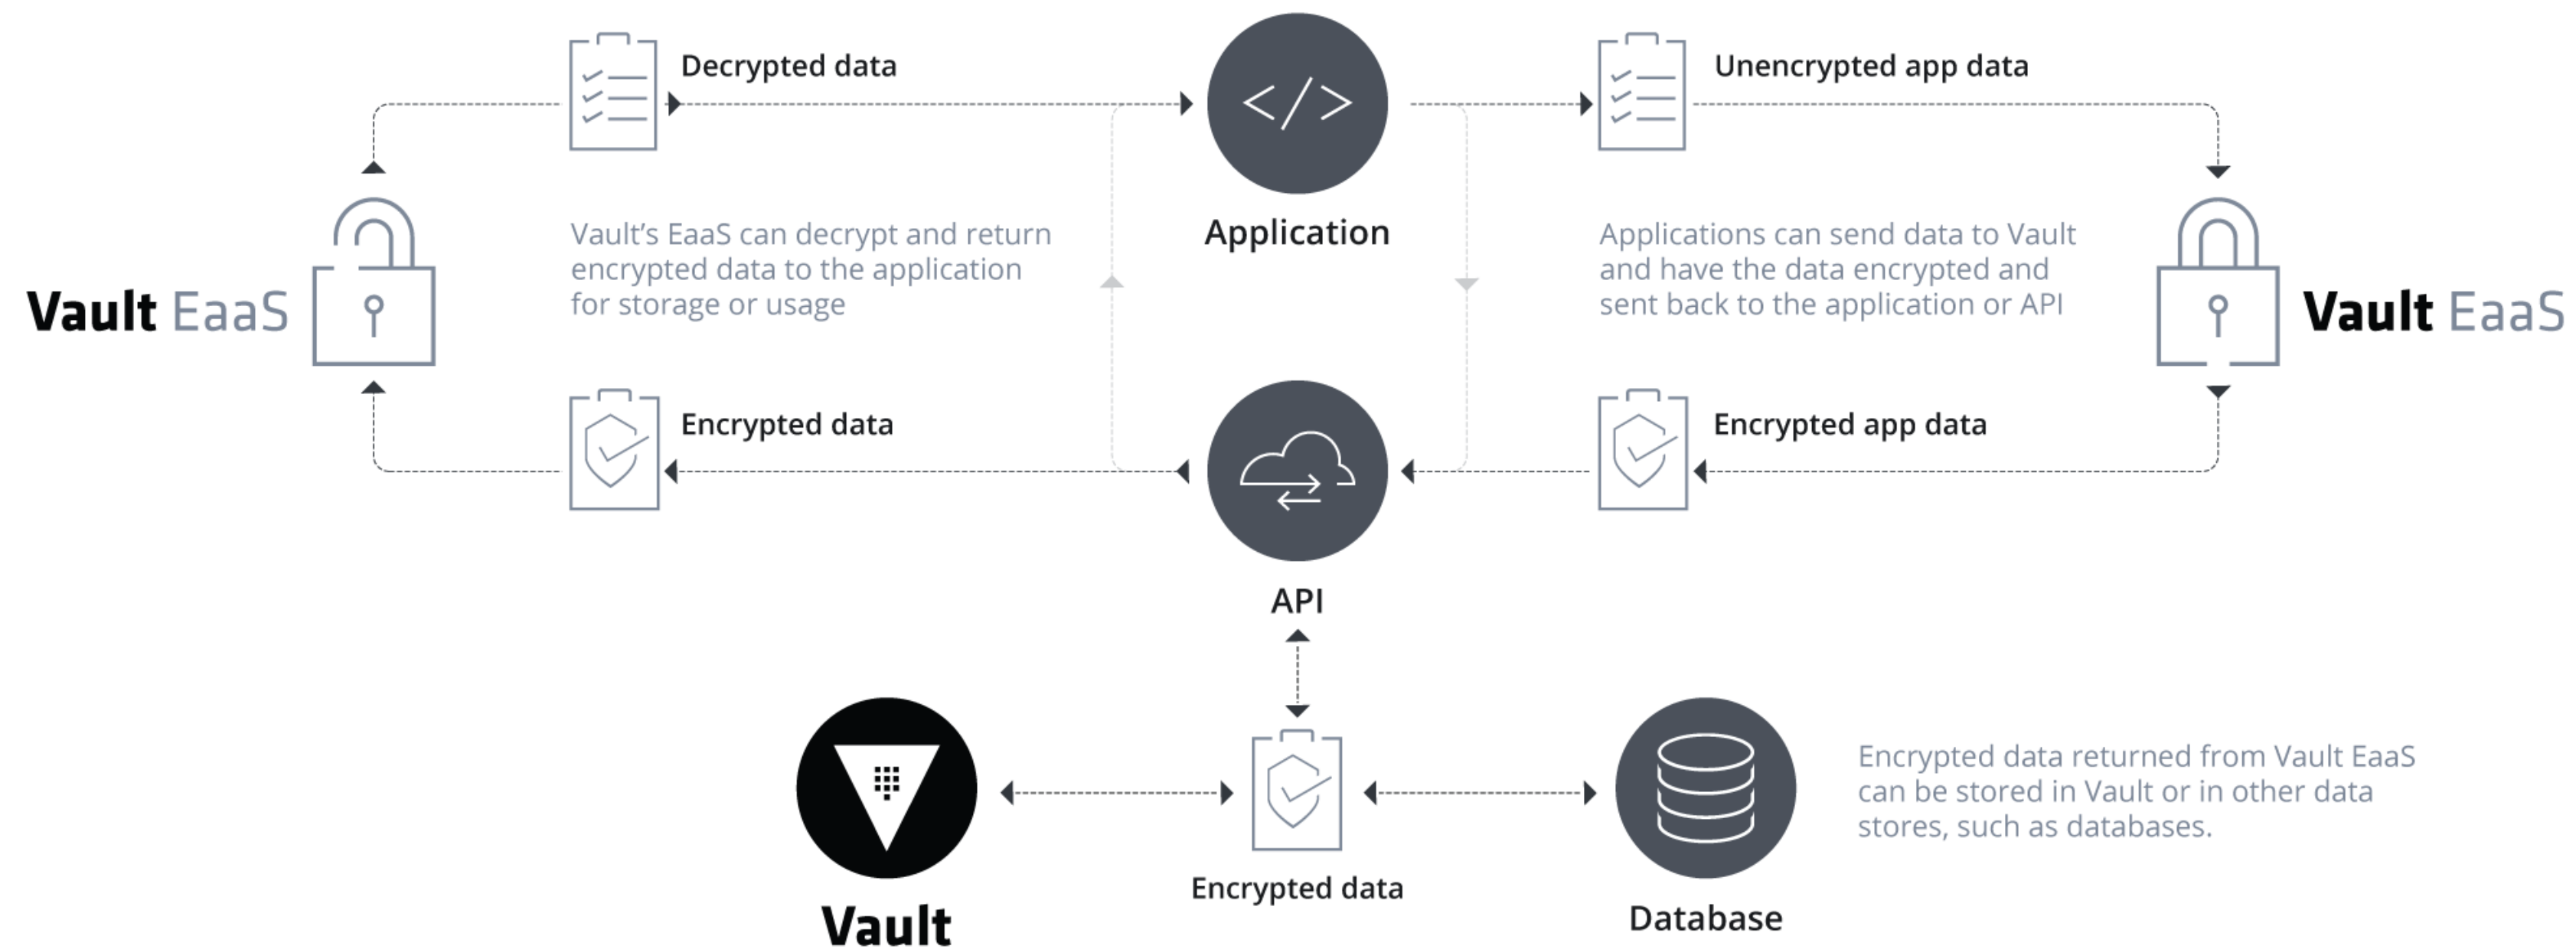 Decrypted data
Unencrypted app data
Application
Vault's EaaS can decrypt and return
encrypted data to the application
for storage or usage
Applications can send data to Vault
and have the data encrypted and
sent back to the application or API
Vault EaaS
Vault EaaS
Encrypted data
Encrypted app data
API
Encrypted data returned from Vault EaaS
can be stored in Vault or in other data
stores, such as databases.
Encrypted data
Vault
Database